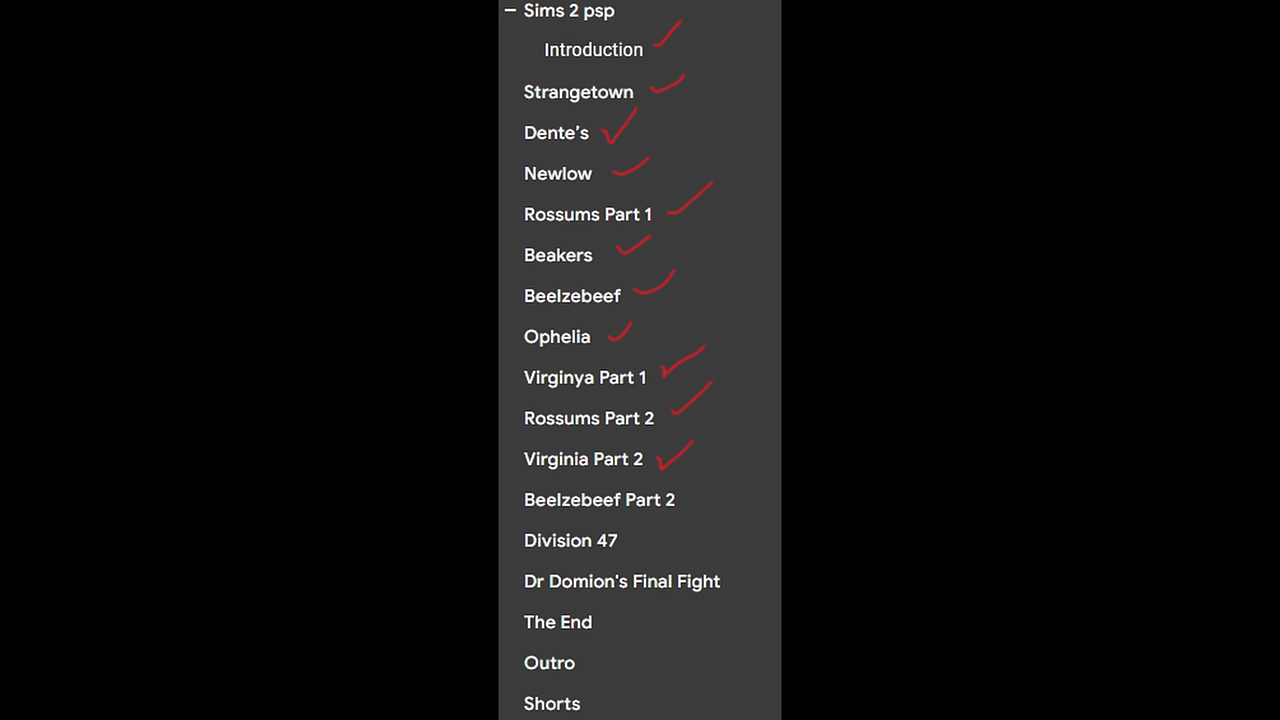 − Sims 2 psp
Introduction
Strangetown
Dente's
Newlow
Rossums Part 1
Beakers
Beelzebeef
Ophelia
Virginya Part 1
Rossums Part 2
Virginia Part 2
Beelzebeef Part 2
Division 47
Dr Domion's Final Fight
The End
Outro
Shorts